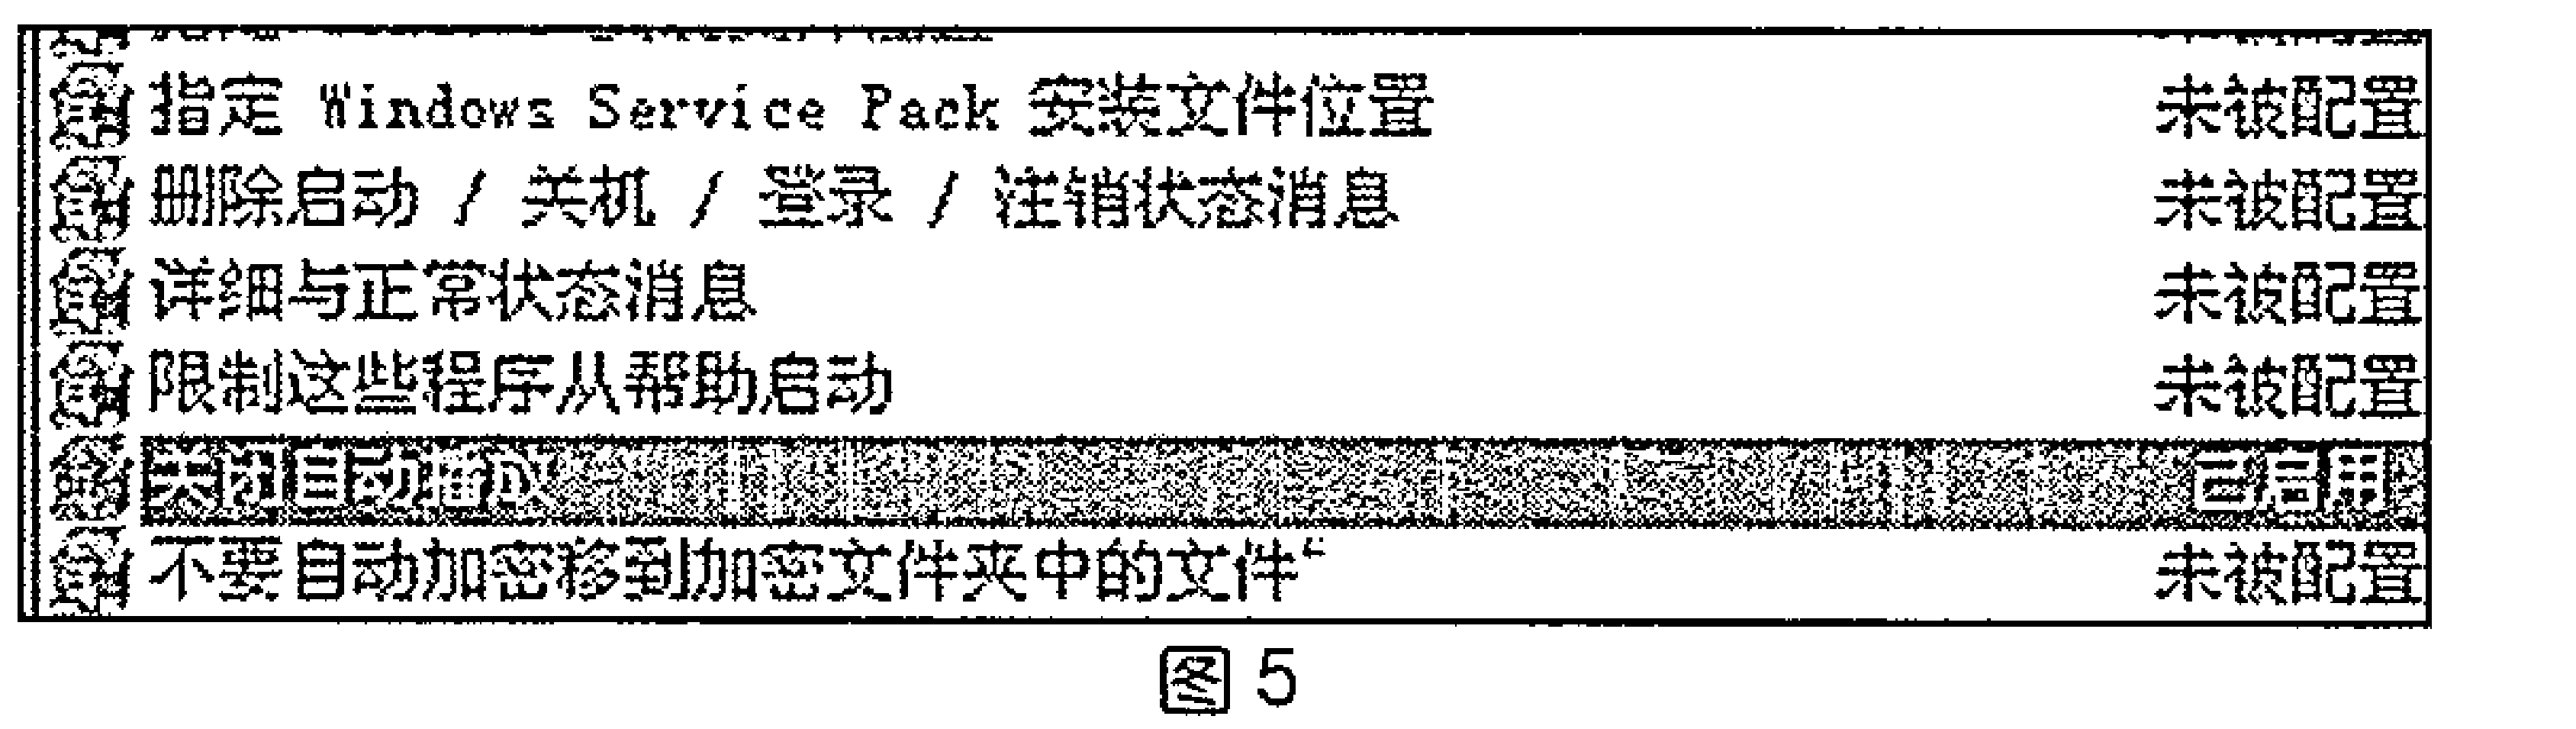 指定 Windows Service Pack 安装文件位置 未被配置
删除启动 / 关机 / 登录 / 注销状态消息 未被配置
详细与正常状态消息 未被配置
限制这些程序从帮助启动 未被配置
关闭自动播放 已启用
不要自动加密移到加密文件夹中的文件 未被配置
图 5